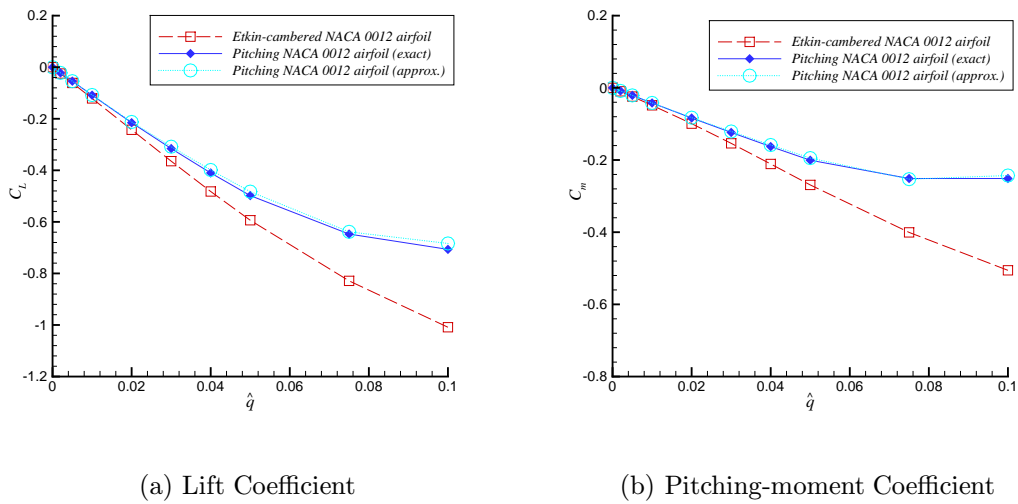 0.2
0
-0.2
-0.4
-0.6
-0.8
-1
-1.2
C_L
0 0.02 0.04 0.06 0.08 0.1
q̂
Etkin-cambered NACA 0012 airfoil
Pitching NACA 0012 airfoil (exact)
Pitching NACA 0012 airfoil (approx.)
(a) Lift Coefficient
0.2
0
-0.2
-0.4
-0.6
-0.8
C_m
0 0.02 0.04 0.06 0.08 0.1
q̂
Etkin-cambered NACA 0012 airfoil
Pitching NACA 0012 airfoil (exact)
Pitching NACA 0012 airfoil (approx.)
(b) Pitching-moment Coefficient